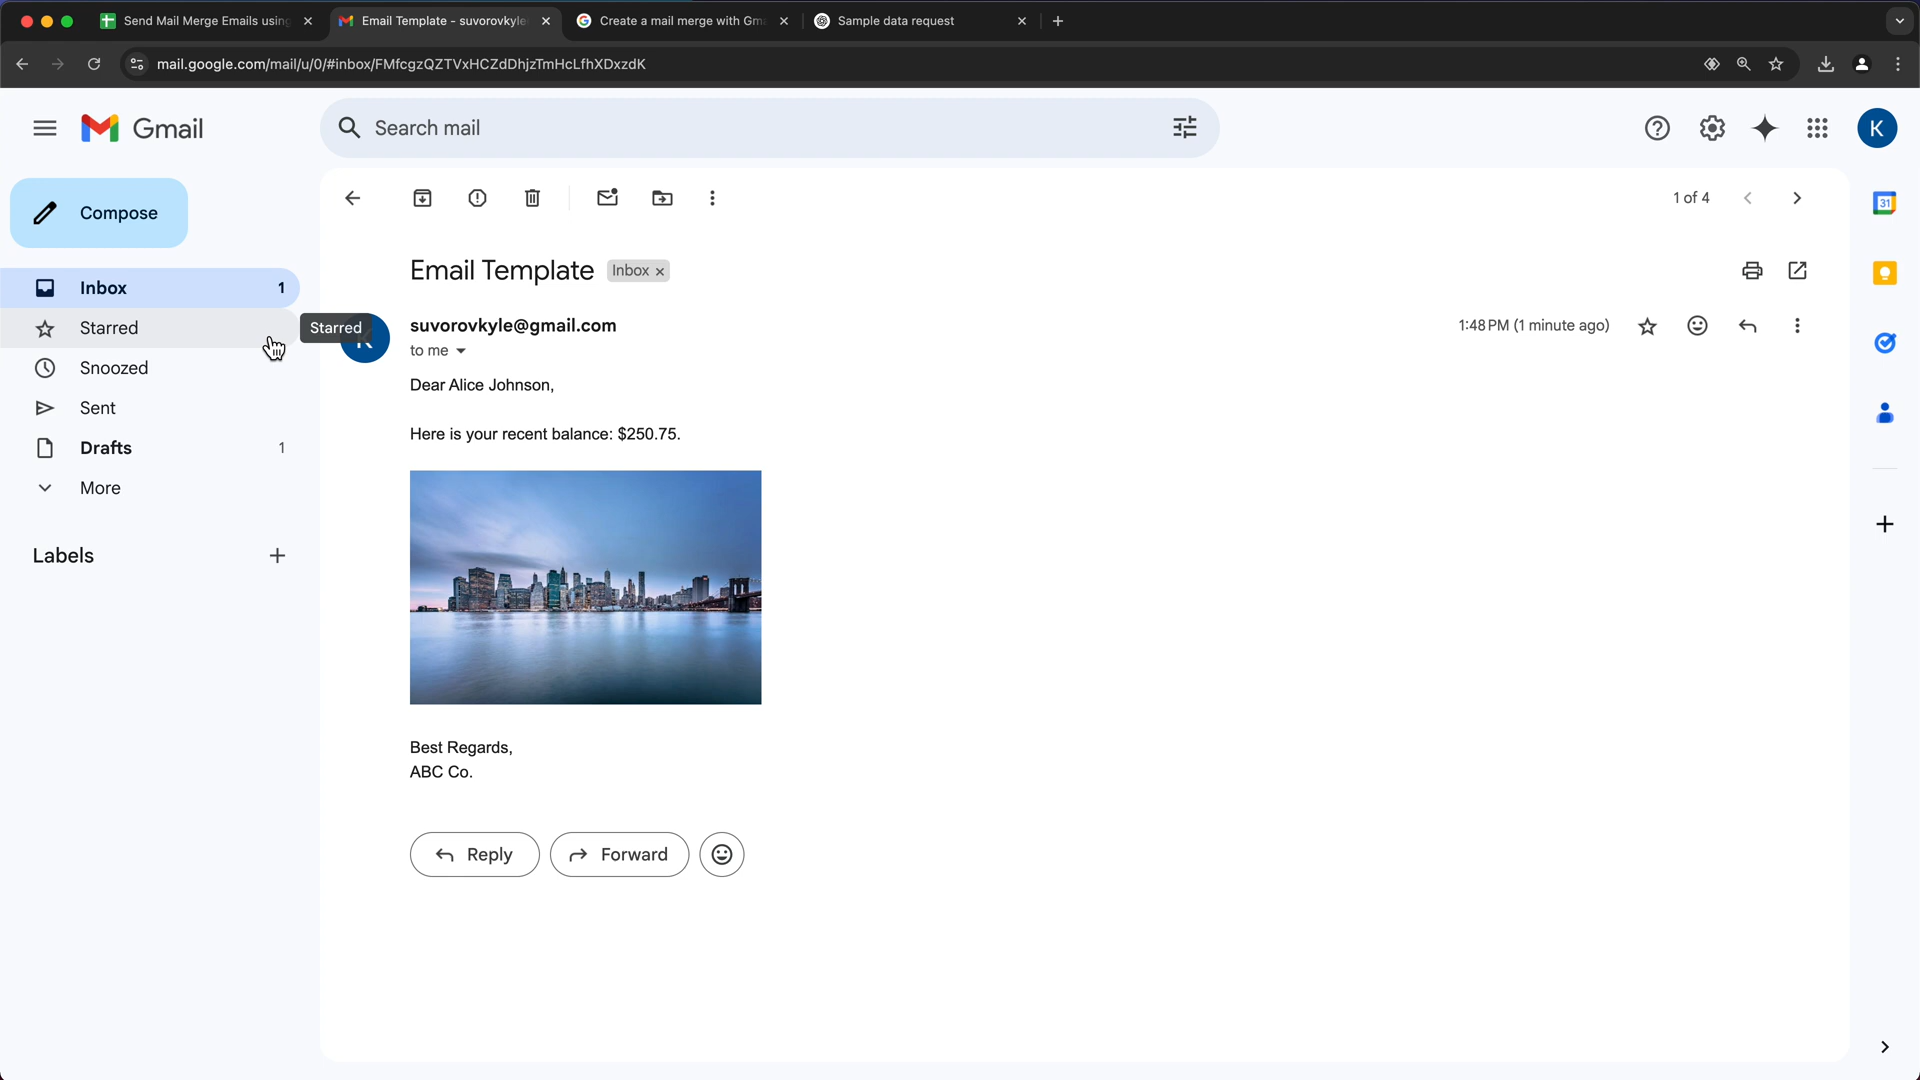 Send Mail Merge Emails using
Email Template - suvorovkyle
Create a mail merge with Gm
Sample data request
mail.google.com/mail/u/0/#inbox/FMfcgzQZTVxHCZdDhjzTmHcLfhXDxzdK
Gmail
Search mail
Compose
1 of 4
31
Email Template
Inbox ×
Inbox 1
Starred
Starred
suvorovkyle@gmail.com
1:48 PM (1 minute ago)
to me
Snoozed
Dear Alice Johnson,
Sent
Here is your recent balance: $250.75.
Drafts 1
More
Labels
Best Regards,
ABC Co.
Reply
Forward
K